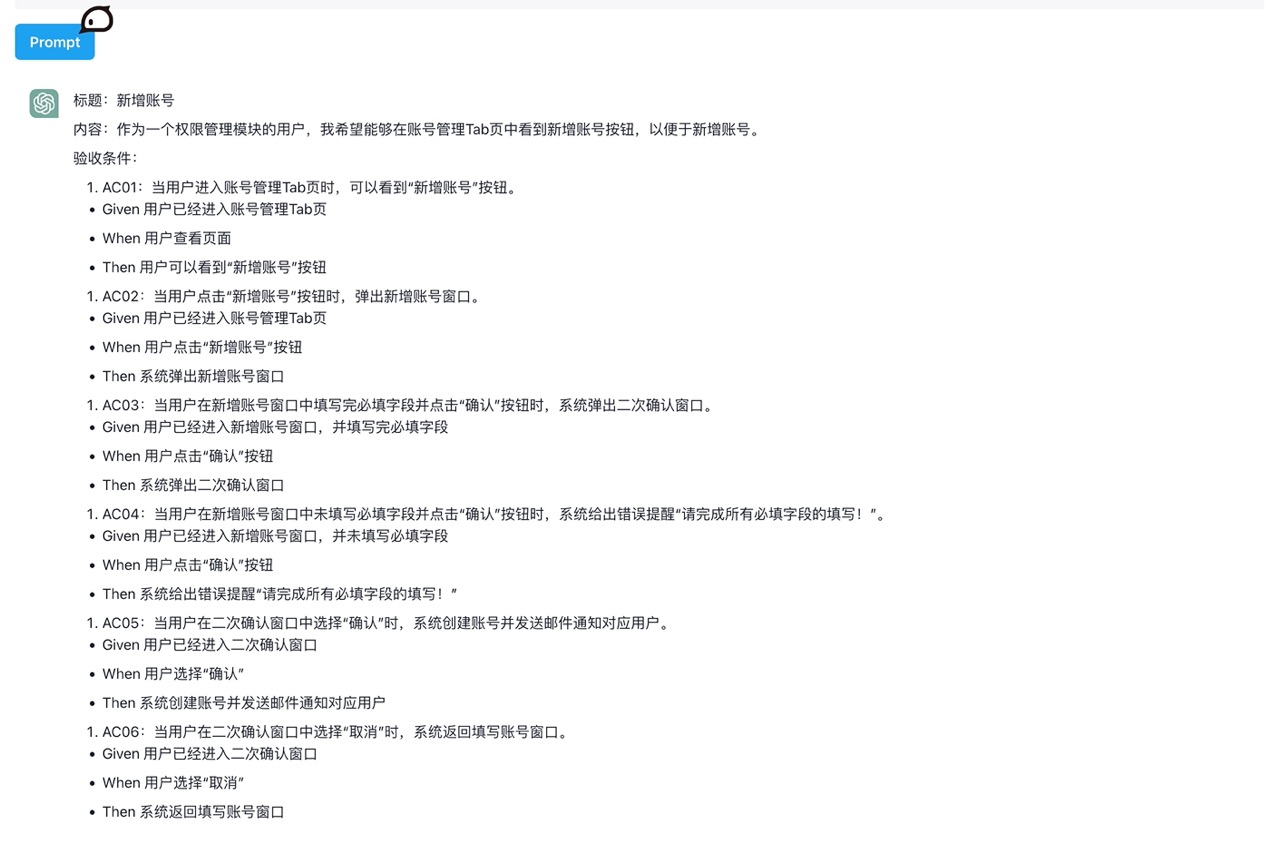 Prompt
标题：新增账号
内容：作为一个权限管理模块的用户，我希望能够在账号管理Tab页中看到新增账号按钮，以便于新增账号。
验收条件：
1. AC01：当用户进入账号管理Tab页时，可以看到“新增账号”按钮。
• Given 用户已经进入账号管理Tab页
• When 用户查看页面
• Then 用户可以看到“新增账号”按钮
1. AC02：当用户点击“新增账号”按钮时，弹出新增账号窗口。
• Given 用户已经进入账号管理Tab页
• When 用户点击“新增账号”按钮
• Then 系统弹出新增账号窗口
1. AC03：当用户在新增账号窗口中填写完必填字段并点击“确认”按钮时，系统弹出二次确认窗口。
• Given 用户已经进入新增账号窗口，并填写完必填字段
• When 用户点击“确认”按钮
• Then 系统弹出二次确认窗口
1. AC04：当用户在新增账号窗口中未填写必填字段并点击“确认”按钮时，系统给出错误提醒“请完成所有必填字段的填写！”。
• Given 用户已经进入新增账号窗口，并未填写必填字段
• When 用户点击“确认”按钮
• Then 系统给出错误提醒“请完成所有必填字段的填写！”
1. AC05：当用户在二次确认窗口中选择“确认”时，系统创建账号并发送邮件通知对应用户。
• Given 用户已经进入二次确认窗口
• When 用户选择“确认”
• Then 系统创建账号并发送邮件通知对应用户
1. AC06：当用户在二次确认窗口中选择“取消”时，系统返回填写账号窗口。
• Given 用户已经进入二次确认窗口
• When 用户选择“取消”
• Then 系统返回填写账号窗口